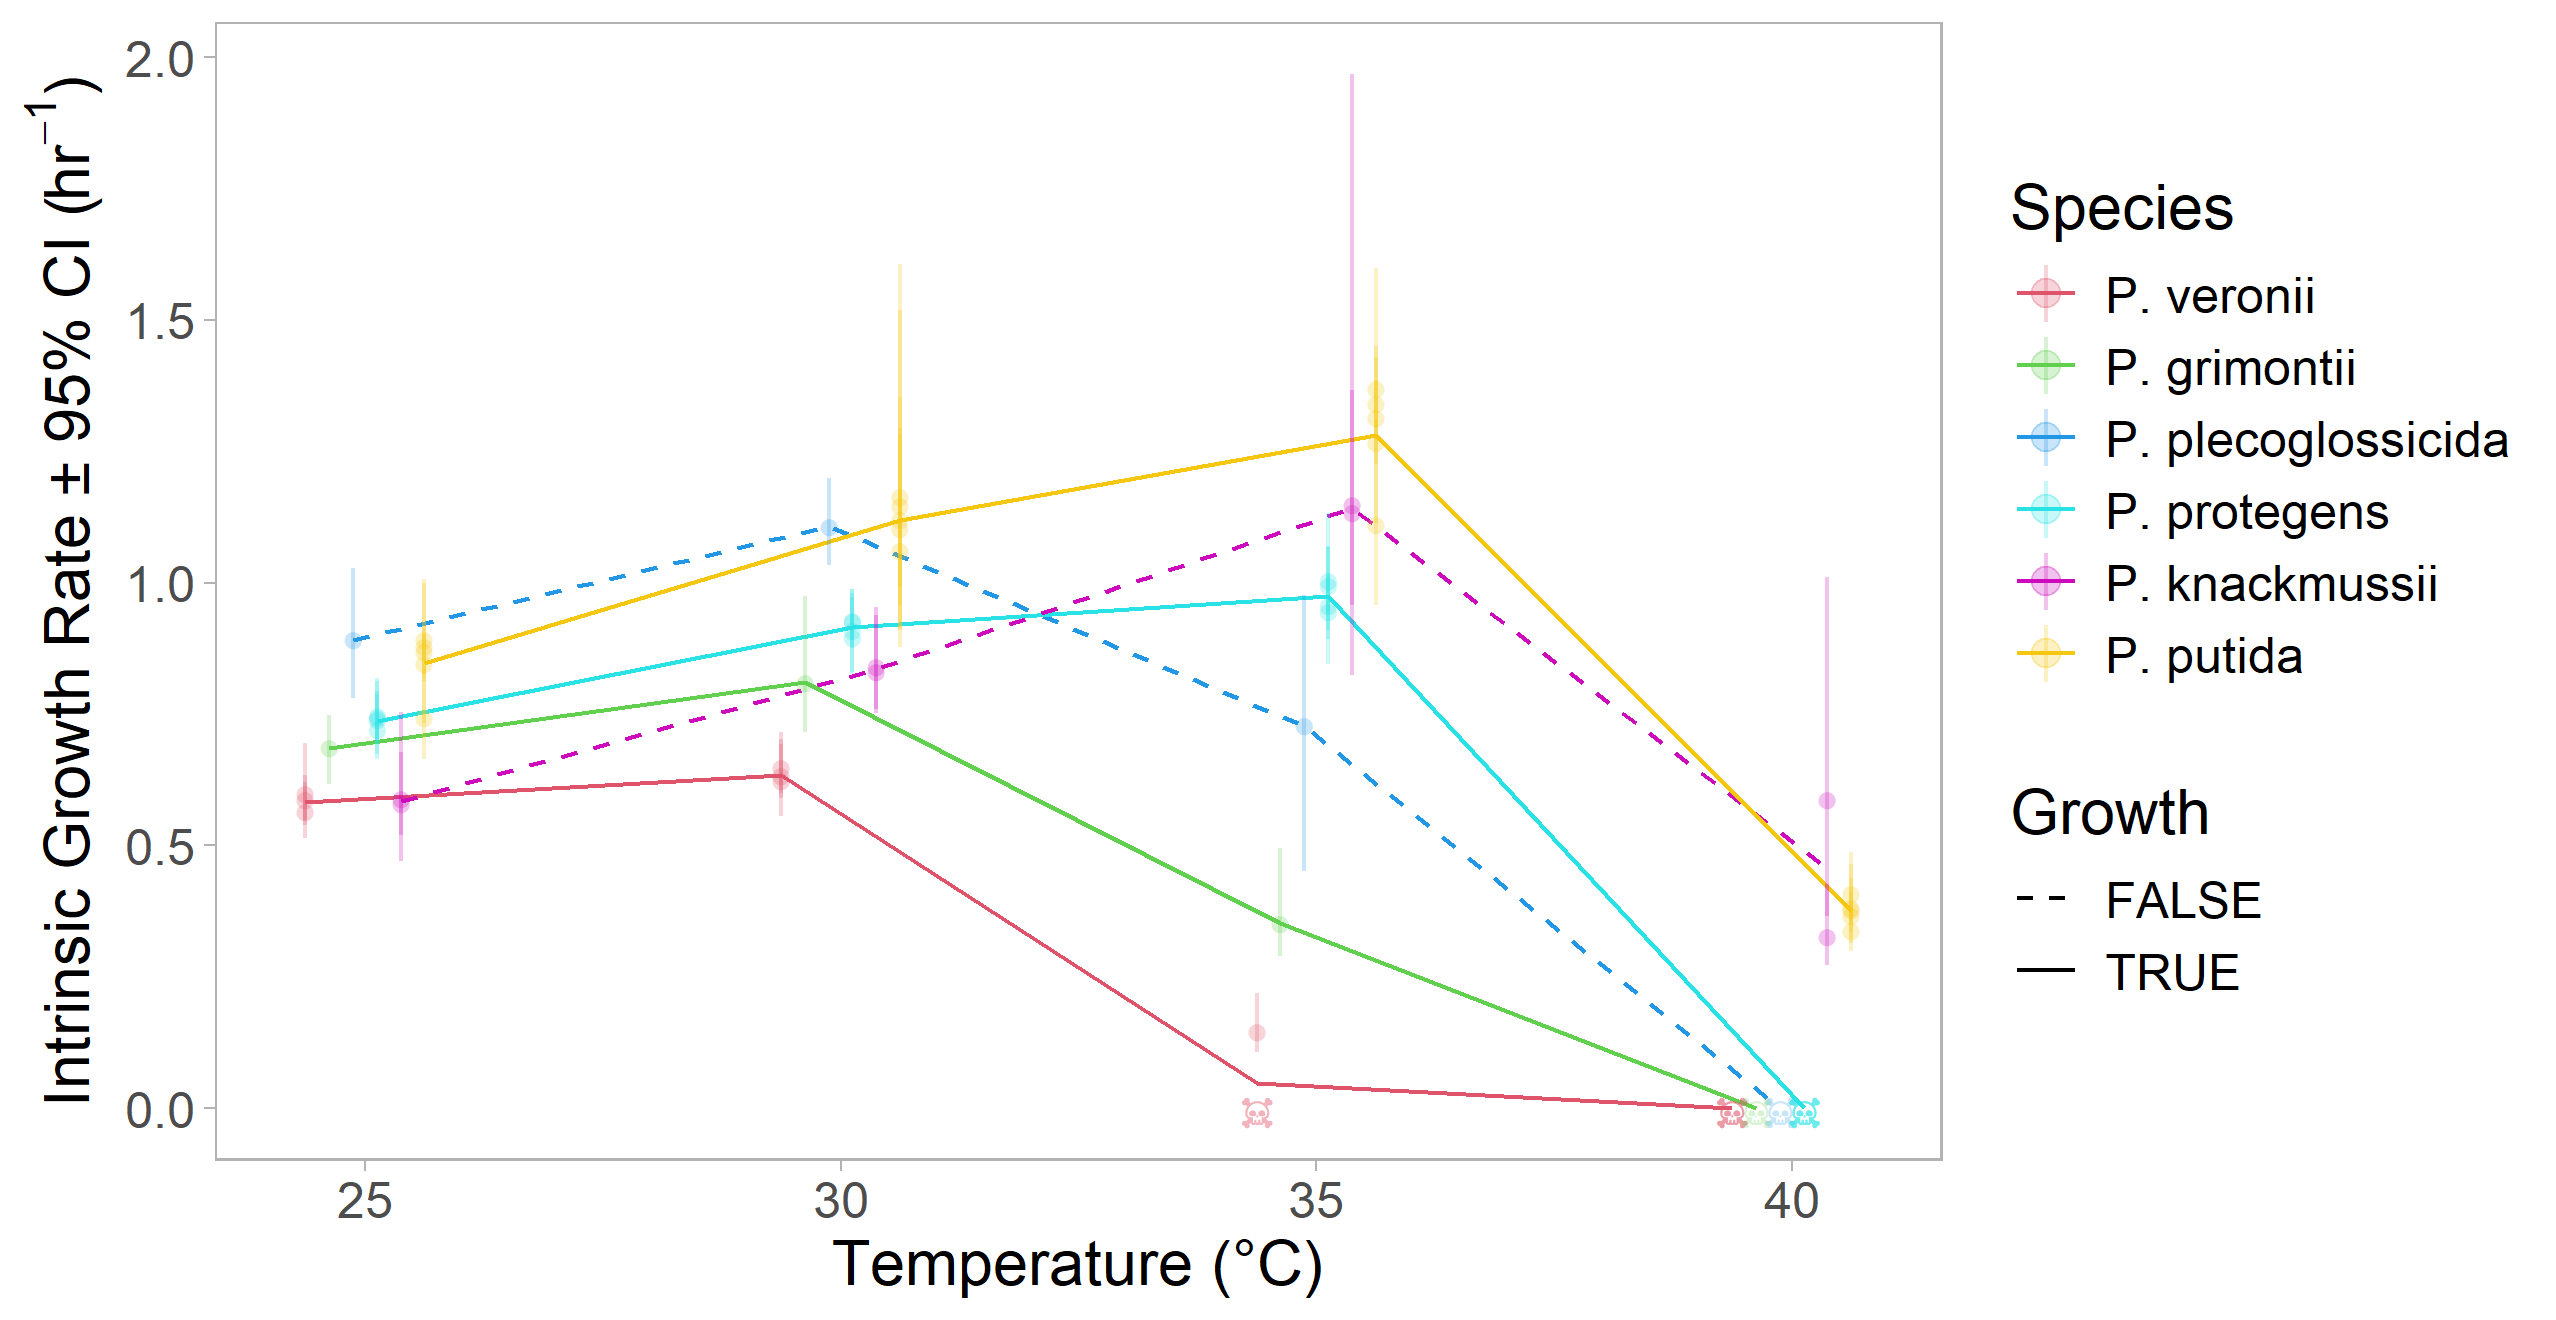 Intrinsic Growth Rate ± 95% CI (hr⁻¹)
2.0
1.5
1.0
0.5
0.0
25 30 35 40
Temperature (°C)
Species
P. veronii
P. grimontii
P. plecoglossicida
P. protegens
P. knackmussii
P. putida
Growth
FALSE
TRUE